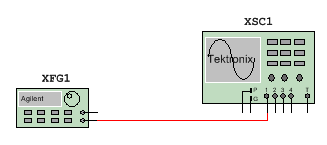 XSC1
Tektronix
P
G
1 2 3 4 T
XFG1
Agilent